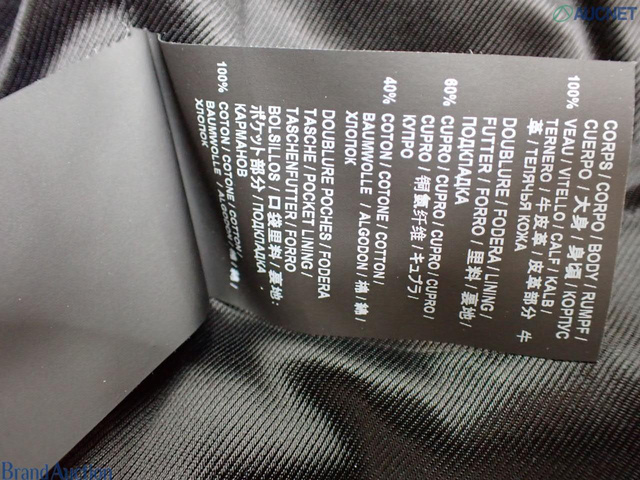 AUCNET
CORPS / CORPO / BODY / RUMPF /
CUERPO / 大身 / 身頃 / КОРПУС
100% VEAU / VITELLO / CALF / KALB /
TERNERO / 牛皮革 / 皮革部分 牛
革 / ТЕЛЯЧЬЯ КОЖА
DOUBLURE / FODERA / LINING /
FUTTER / FORRO / 里料 / 裏地 /
ПОДКЛАДКА
60% CUPRO / CUPRO / CUPRO /
CUPRO / 铜氨纤维 / キュプラ /
КУПРО
40% COTON / COTONE / COTTON /
BAUMWOLLE / ALGODON / 棉 / 綿 /
ХЛОПОК
DOUBLURE POCHES / FODERA
TASCHE / POCKET LINING /
TASCHENFUTTER / FORRO
BOLSILLOS / 口袋里料 / 裏地
ポケット部分 / ПОДКЛАДКА
КАРМАНОВ
100% COTON / COTONE / COTTON /
BAUMWOLLE / 綿 /
ХЛОПОК
Brand Auction